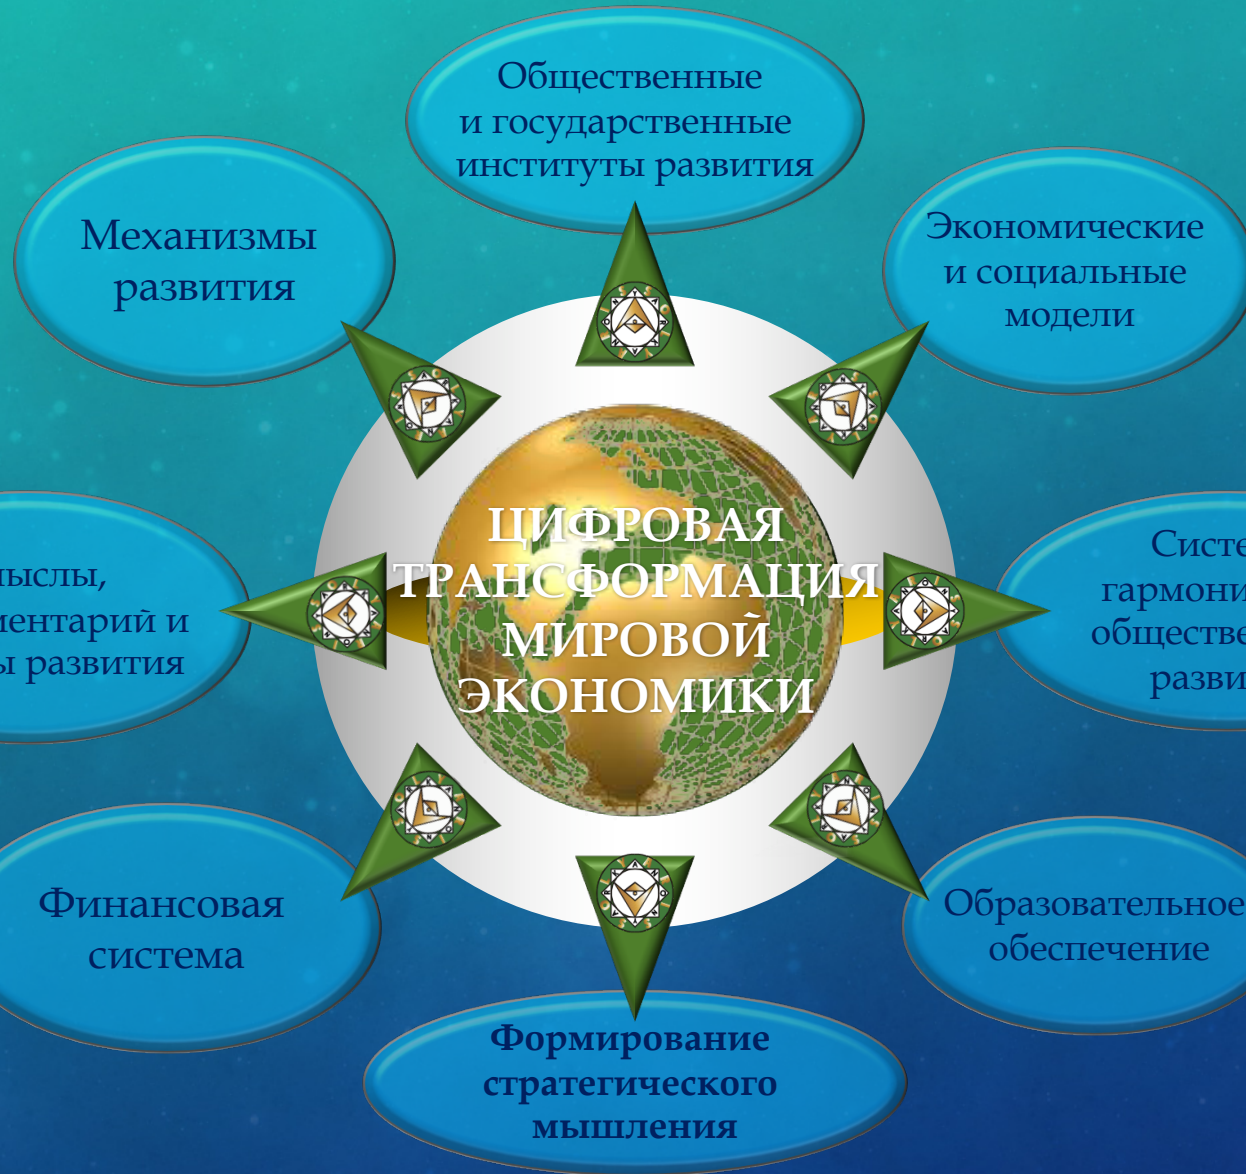 Общественные
и государственные
институты развития
Механизмы
развития
Экономические
и социальные
модели
ЦИФРОВАЯ
ТРАНСФОРМАЦИЯ
МИРОВОЙ
ЭКОНОМИКИ
и
развития
Финансовая
система
Образовательное
обеспечение
Формирование
стратегического
мышления